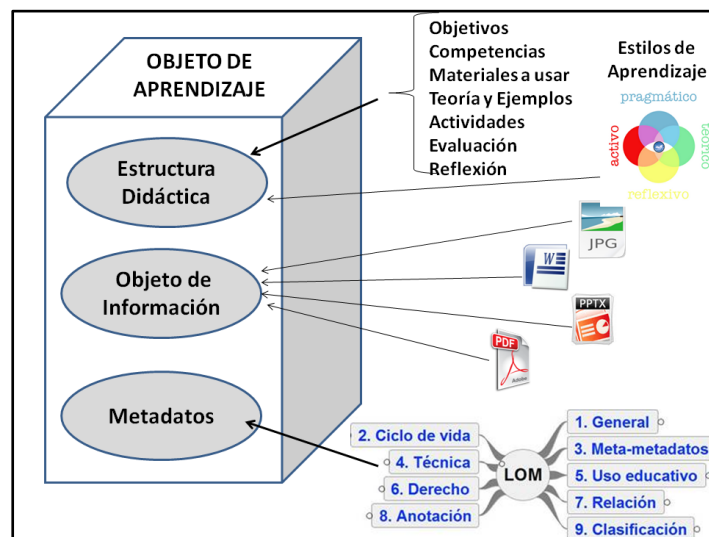 OBJETO DE
APRENDIZAJE
Estructura
Didáctica
Objeto de
Información
Metadatos
Objetivos
Competencias
Materiales a usar
Teoría y Ejemplos
Actividades
Evaluación
Reflexión
Estilos de
Aprendizaje
pragmático
activo
teorico
reflexivo
JPG
W
PPTX
PDF
Adobe
LOM
1. General
2. Ciclo de vida
3. Meta-metadatos
4. Técnica
5. Uso educativo
6. Derecho
7. Relación
8. Anotación
9. Clasificación